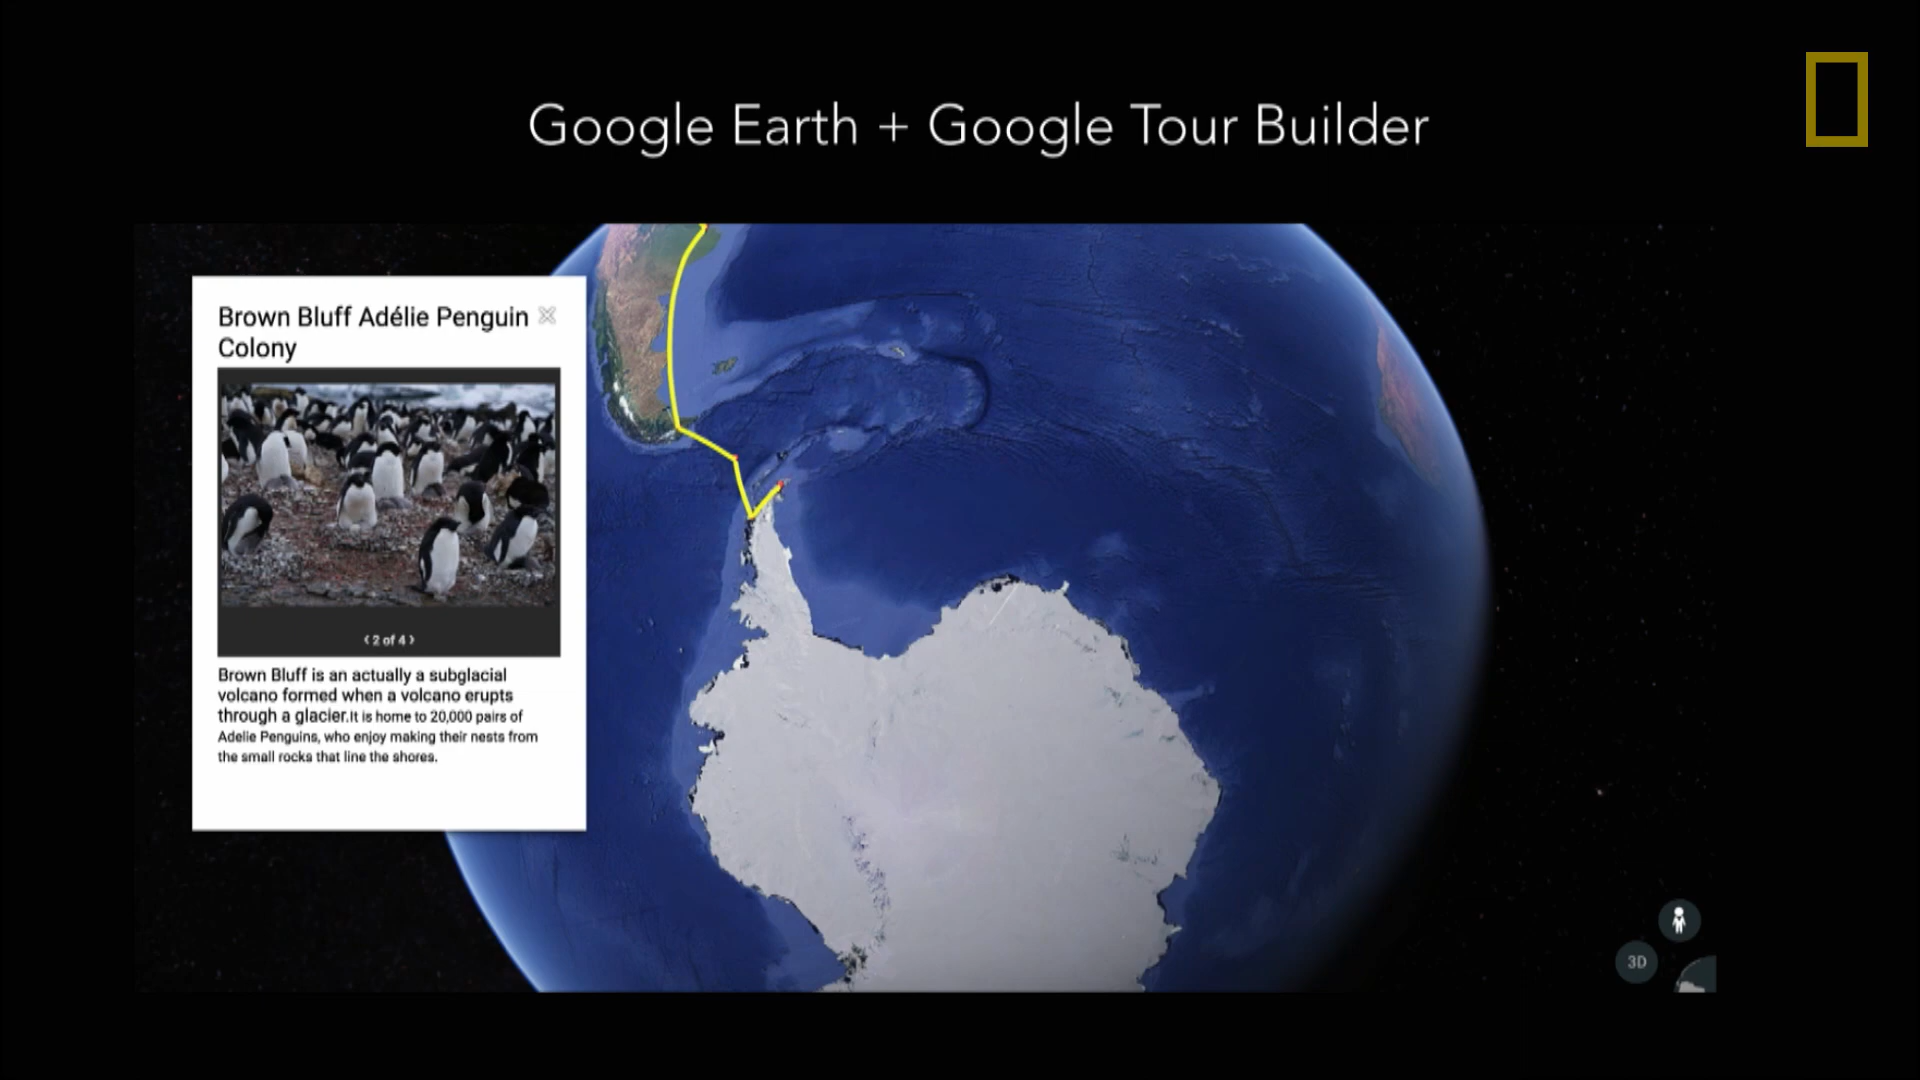 Google Earth + Google Tour Builder
Brown Bluff Adélie Penguin
Colony
‹ 2 of 4 ›
Brown Bluff is an actually a subglacial
volcano formed when a volcano erupts
through a glacier.It is home to 20,000 pairs of
Adelie Penguins, who enjoy making their nests from
the small rocks that line the shores.
3D